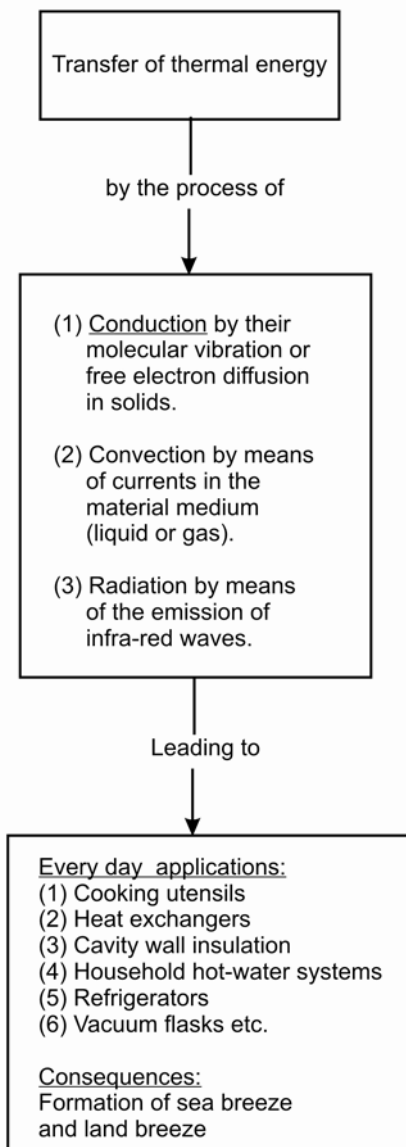 Transfer of thermal energy
by the process of
(1) Conduction by their
molecular vibration or
free electron diffusion
in solids.
(2) Convection by means
of currents in the
material medium
(liquid or gas).
(3) Radiation by means
of the emission of
infra-red waves.
Leading to
Every day applications:
(1) Cooking utensils
(2) Heat exchangers
(3) Cavity wall insulation
(4) Household hot-water systems
(5) Refrigerators
(6) Vacuum flasks etc.
Consequences:
Formation of sea breeze
and land breeze